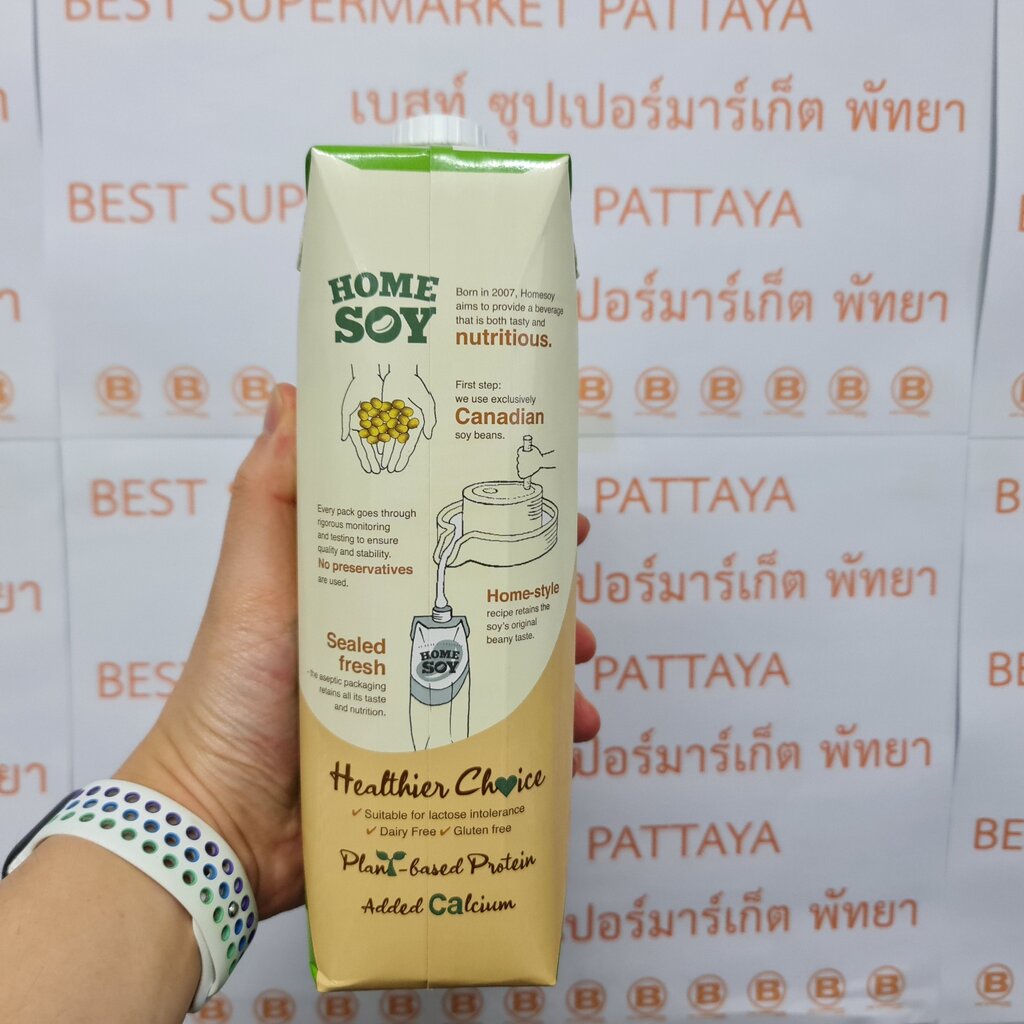 BEST SUPERMARKET PATTAYA
เบสท์ ซุปเปอร์มาร์เก็ต พัทยา
BEST SUP PATTAYA
ปอร์มาร์เก็ต พัทยา
B B B B B B B B B
BEST PATTAYA B
ปอร์มาร์เก็ต พัทยา
BEST PATTAYA BE
ปอร์มาร์เก็ต พัทยา
PATTAYA BE
ปอร์มาร์เก็ต พัทยา
B B B B B B B B B B B
HOME
SOY
Born in 2007, Homesoy
aims to provide a beverage
that is both tasty and
nutritious.
First step:
we use exclusively
Canadian
soy beans.
Every pack goes through
rigorous monitoring
and testing to ensure
quality and stability.
No preservatives
are used.
Home-style
recipe retains the
soy's original
beany taste.
Sealed
fresh
- the aseptic packaging
retains all its taste
and nutrition.
HOME
SOY
Healthier Choice
✓ Suitable for lactose intolerance
✓ Dairy Free ✓ Gluten free
Plant-based Protein
Added Calcium